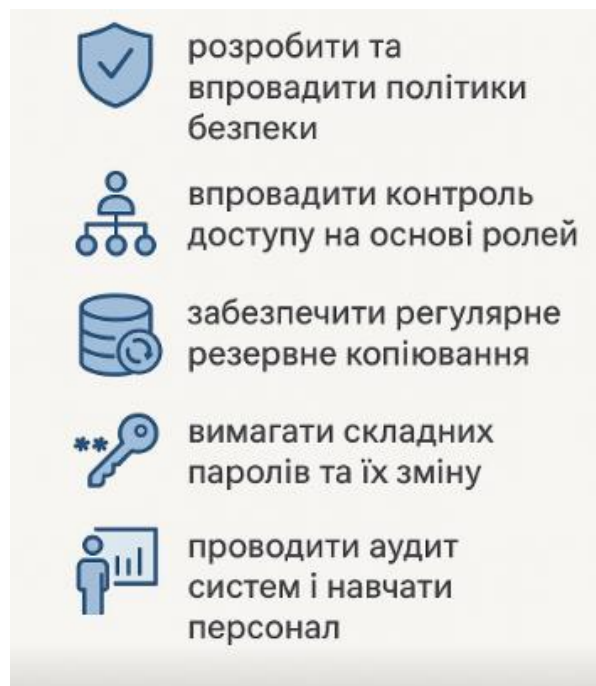 розробити та
впровадити політики
безпеки
впровадити контроль
доступу на основі ролей
забезпечити регулярне
резервне копіювання
** вимагати складних
паролів та їх зміну
проводити аудит
систем і навчати
персонал